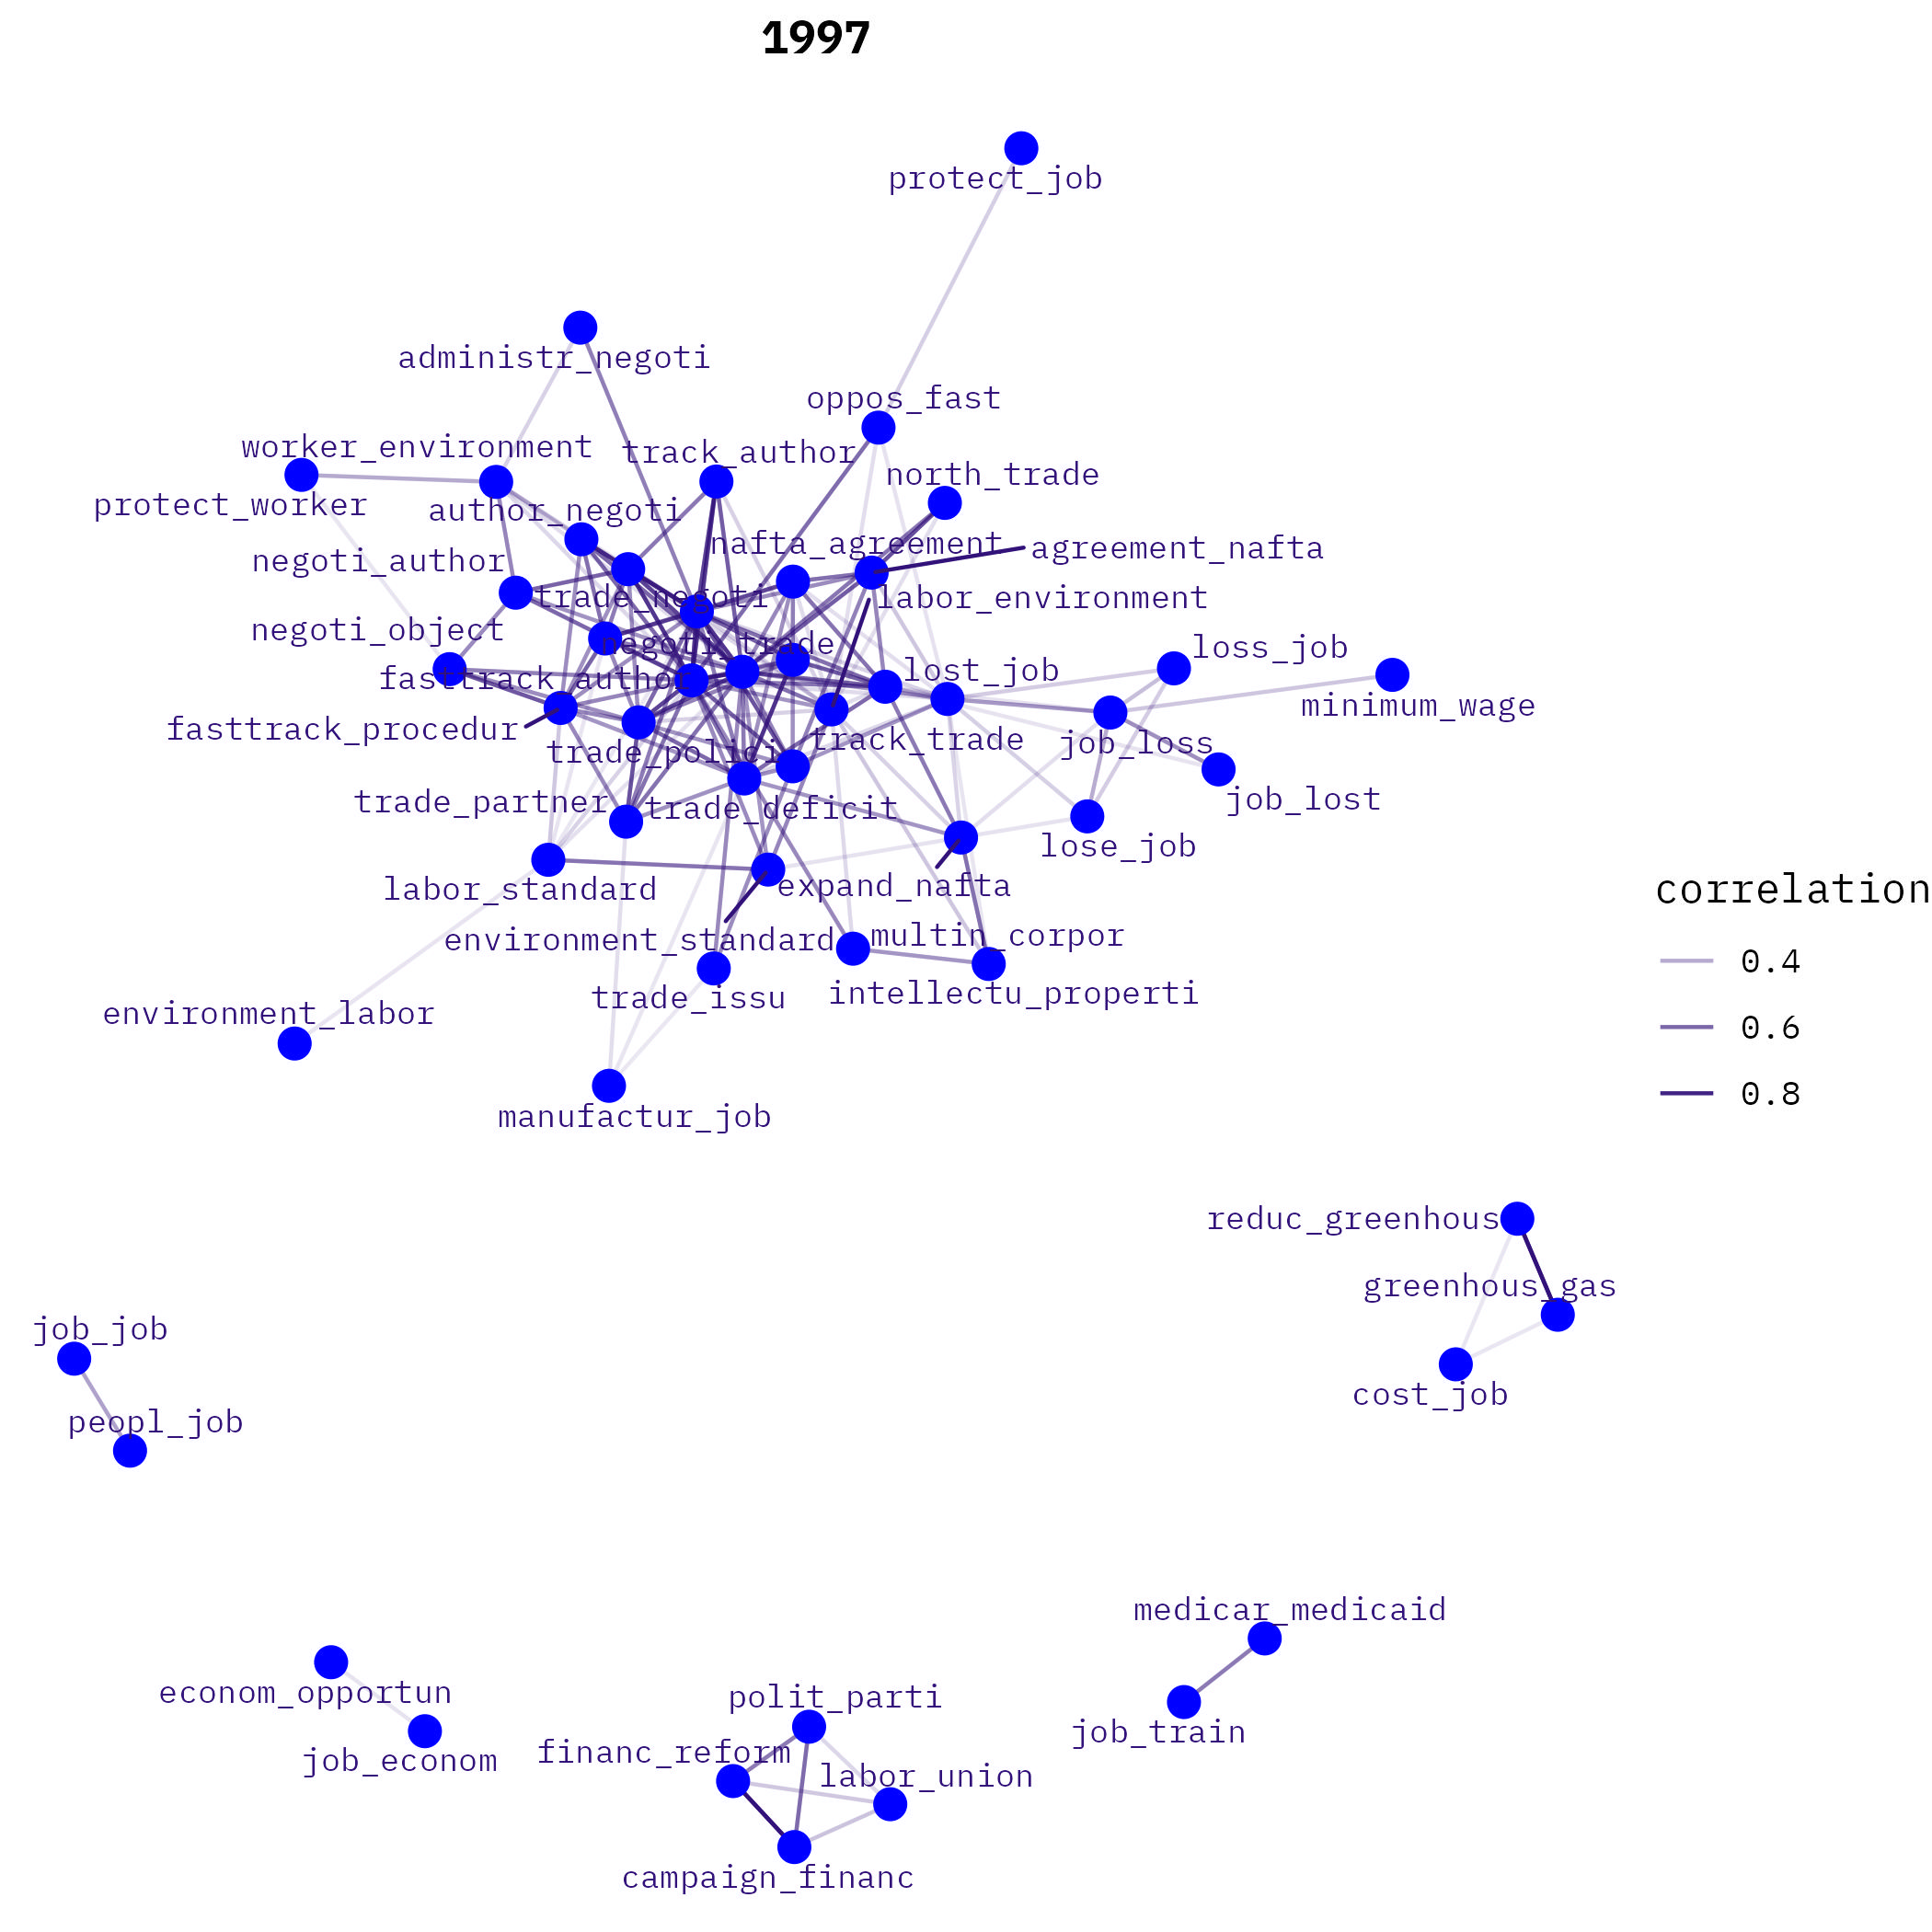 1997
protect_job
administr_negoti
oppos_fast
worker_environment
track_author
north_trade
protect_worker
author_negoti
nafta_agreement
agreement_nafta
negoti_author
trade_negoti
labor_environment
negoti_object
negoti_trade
loss_job
fasttrack_author
lost_job
minimum_wage
fasttrack_procedur
trade_polici
track_trade
job_loss
trade_partner
trade_deficit
job_lost
labor_standard
expand_nafta
lose_job
correlation
environment_standard
multin_corpor
0.4
trade_issu
intellectu_properti
environment_labor
0.6
manufactur_job
0.8
reduc_greenhous
greenhous_gas
job_job
cost_job
peopl_job
medicar_medicaid
econom_opportun
polit_parti
job_train
job_econom
financ_reform
labor_union
campaign_financ